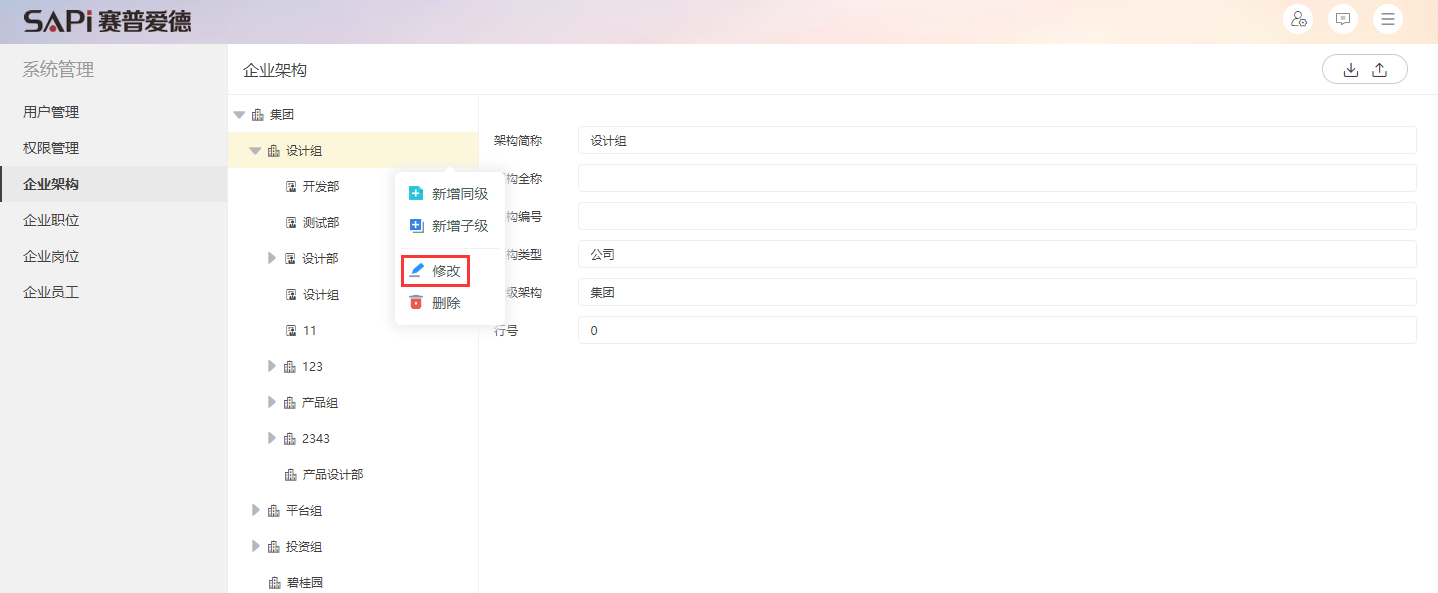 SAPi 赛普爱德
系统管理
用户管理
权限管理
企业架构
企业职位
企业岗位
企业员工
企业架构
集团
设计组
开发部
测试部
设计部
设计组
11
123
产品组
2343
产品设计部
平台组
投资组
碧桂园
新增同级
新增子级
修改
删除
架构简称 设计组
构全称
构编号
构类型 公司
级架构 集团
行号 0